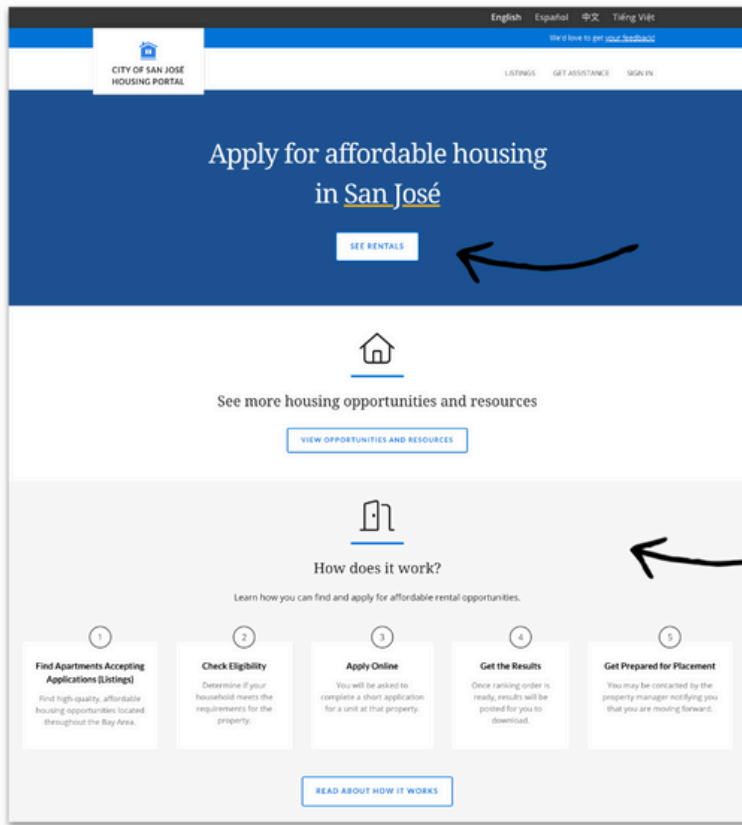 English Español 中文 Tiếng Việt
We'd love to get your feedback!
CITY OF SAN JOSÉ
HOUSING PORTAL
LISTINGS GET ASSISTANCE SIGN IN
Apply for affordable housing
in San José
SEE RENTALS
See more housing opportunities and resources
VIEW OPPORTUNITIES AND RESOURCES
How does it work?
Learn how you can find and apply for affordable rental opportunities.
1
Find Apartments Accepting
Applications (Listings)
Find high-quality, affordable
housing opportunities located
throughout the Bay Area.
2
Check Eligibility
Determine if your
household meets the
requirements for the
property.
3
Apply Online
You will be asked to
complete a short application
for a unit at that property.
4
Get the Results
Once ranking order is
ready, results will be
posted for you to
download.
5
Get Prepared for Placement
You may be contacted by the
property manager notifying you
that you are moving forward.
READ ABOUT HOW IT WORKS